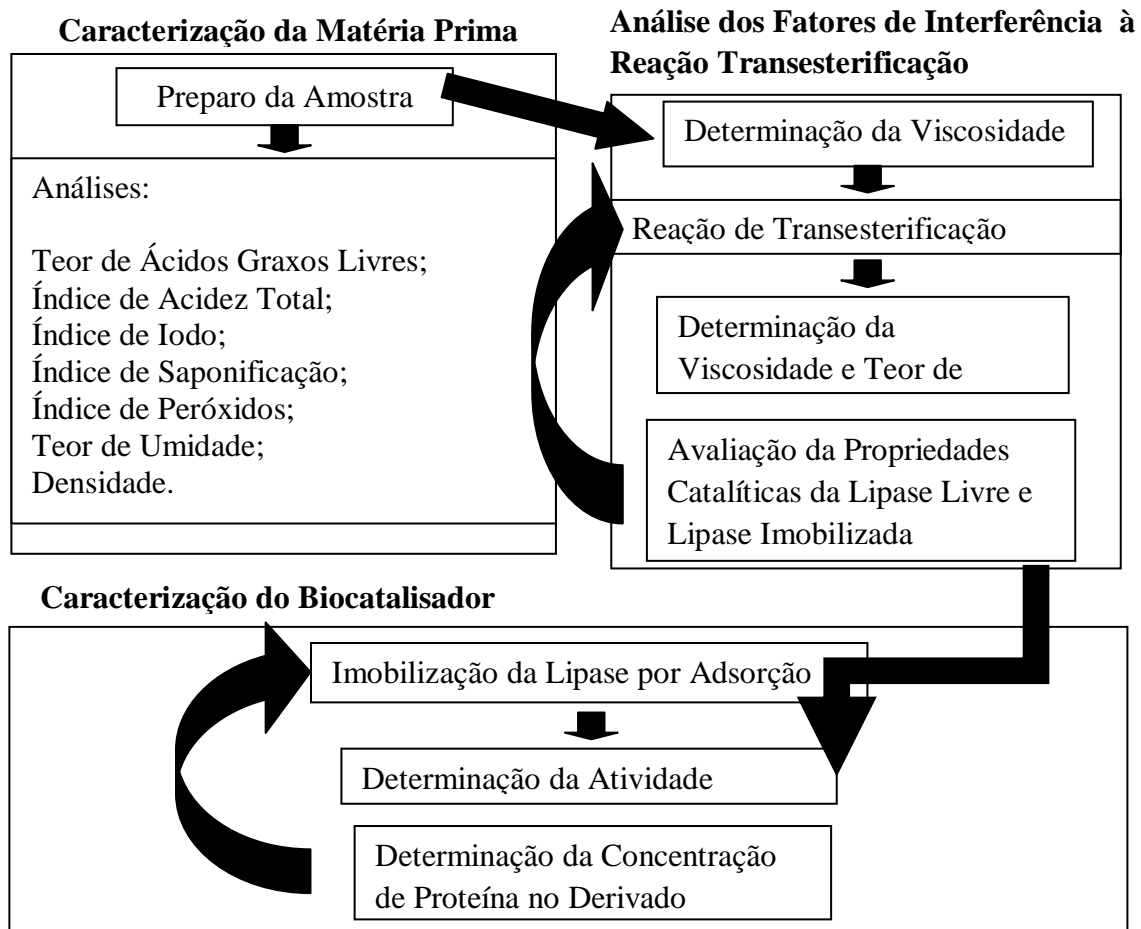 Caracterização da Matéria Prima
Preparo da Amostra
Análises:
Teor de Ácidos Graxos Livres;
Índice de Acidez Total;
Índice de Iodo;
Índice de Saponificação;
Índice de Peróxidos;
Teor de Umidade;
Densidade.
Análise dos Fatores de Interferência à
Reação Transesterificação
Determinação da Viscosidade
Reação de Transesterificação
Determinação da
Viscosidade e Teor de
Avaliação da Propriedades
Catalíticas da Lipase Livre e
Lipase Imobilizada
Caracterização do Biocatalisador
Imobilização da Lipase por Adsorção
Determinação da Atividade
Determinação da Concentração
de Proteína no Derivado